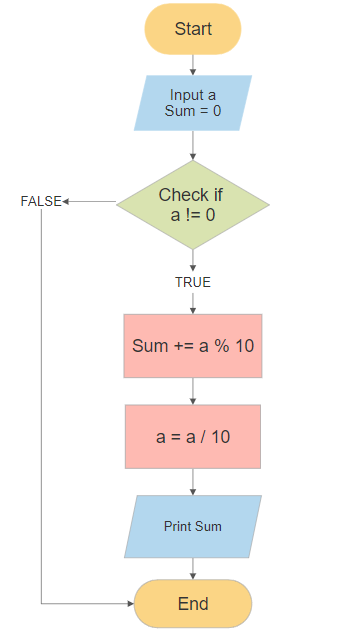 Start
Input a
Sum = 0
Check if
a != 0
FALSE
TRUE
Sum += a % 10
a = a / 10
Print Sum
End